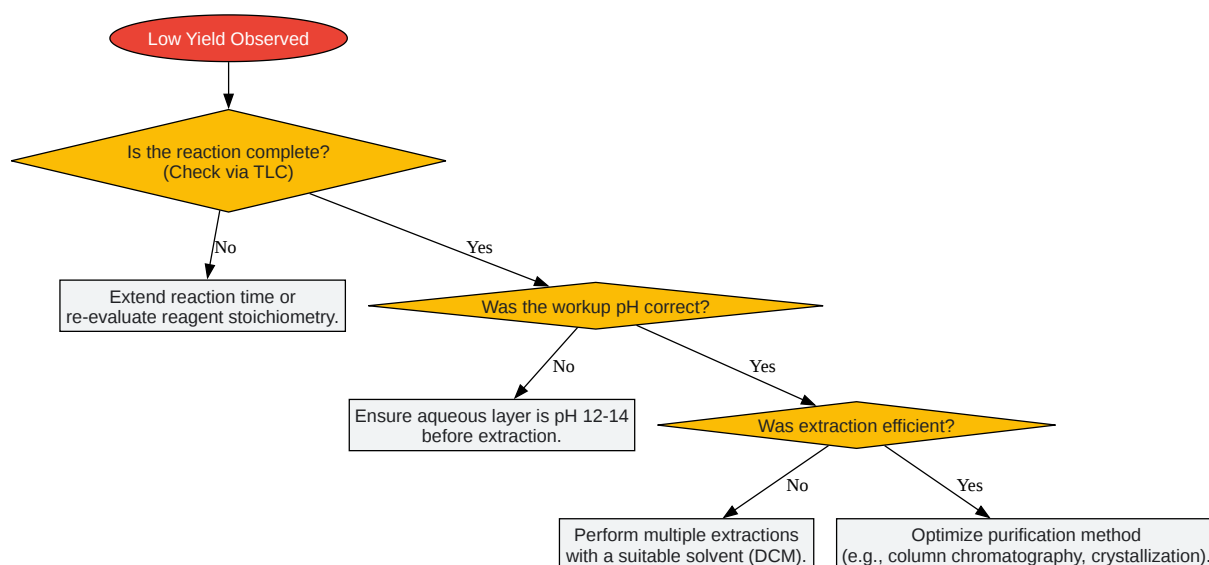 Low Yield Observed
Is the reaction complete?
(Check via TLC)
No
Yes
Extend reaction time or
re-evaluate reagent stoichiometry.
Was the workup pH correct?
No
Yes
Ensure aqueous layer is pH 12-14
before extraction.
Was extraction efficient?
No
Yes
Perform multiple extractions
with a suitable solvent (DCM).
Optimize purification method
(e.g., column chromatography, crystallization).